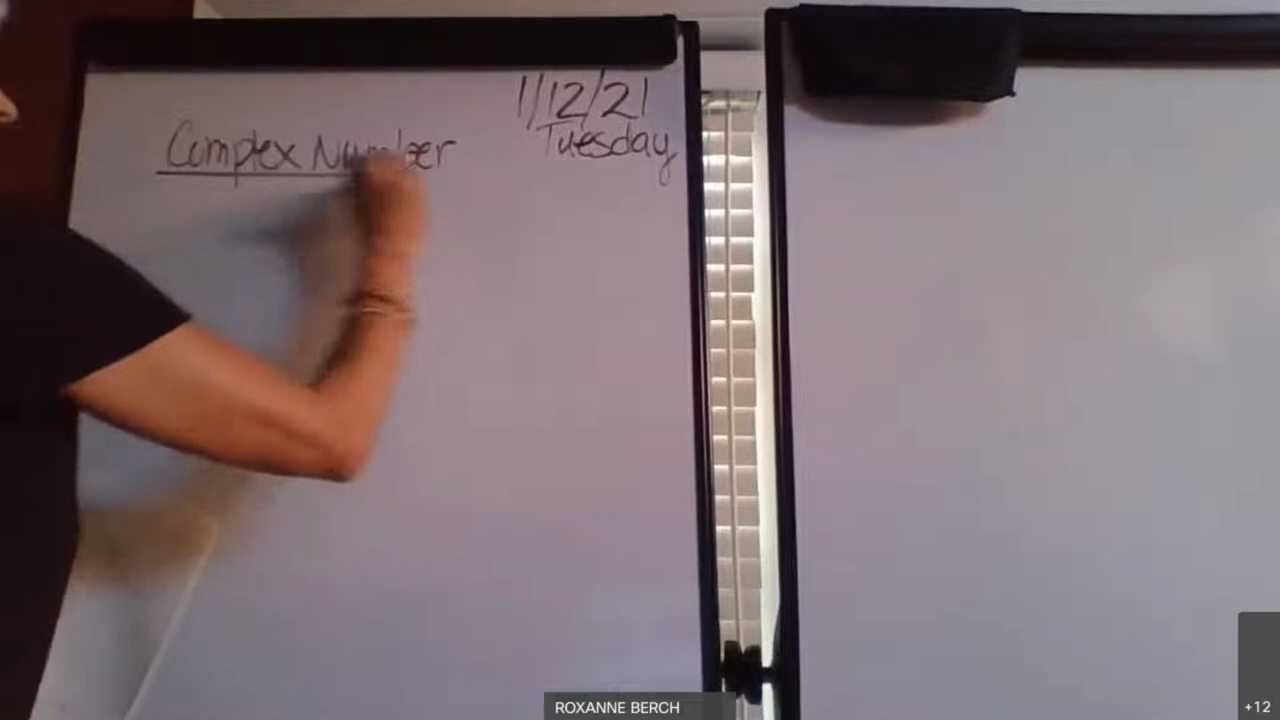 1/12/21
Tuesday
Complex Number
ROXANNE BERCH
+12